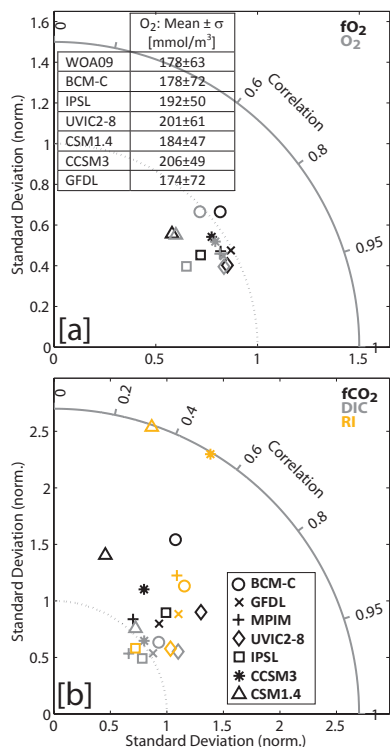 1.6
1.4
1.2
1.0
0.8
0.6
0.4
0.2
0
Standard Deviation (norm.)
0
O₂: Mean ± σ
[mmol/m³]
WOA09 178±63
BCM-C 178±72
IPSL 192±50
UVIC2-8 201±61
CSM1.4 184±47
CCSM3 206±49
GFDL 174±72
fO₂
O₂
0.6
Correlation
0.8
0.95
1
[a]
0.5
1
1.5
2.5
2.0
1.5
1.0
0.5
0
Standard Deviation (norm.)
0
0.2
0.4
0.6
Correlation
0.8
0.95
1
fCO₂
DIC
RI
BCM-C
GFDL
MPIM
UVIC2-8
IPSL
CCSM3
CSM1.4
[b]
0.5
1.0
1.5
2.0
2.5
Standard Deviation (norm.)